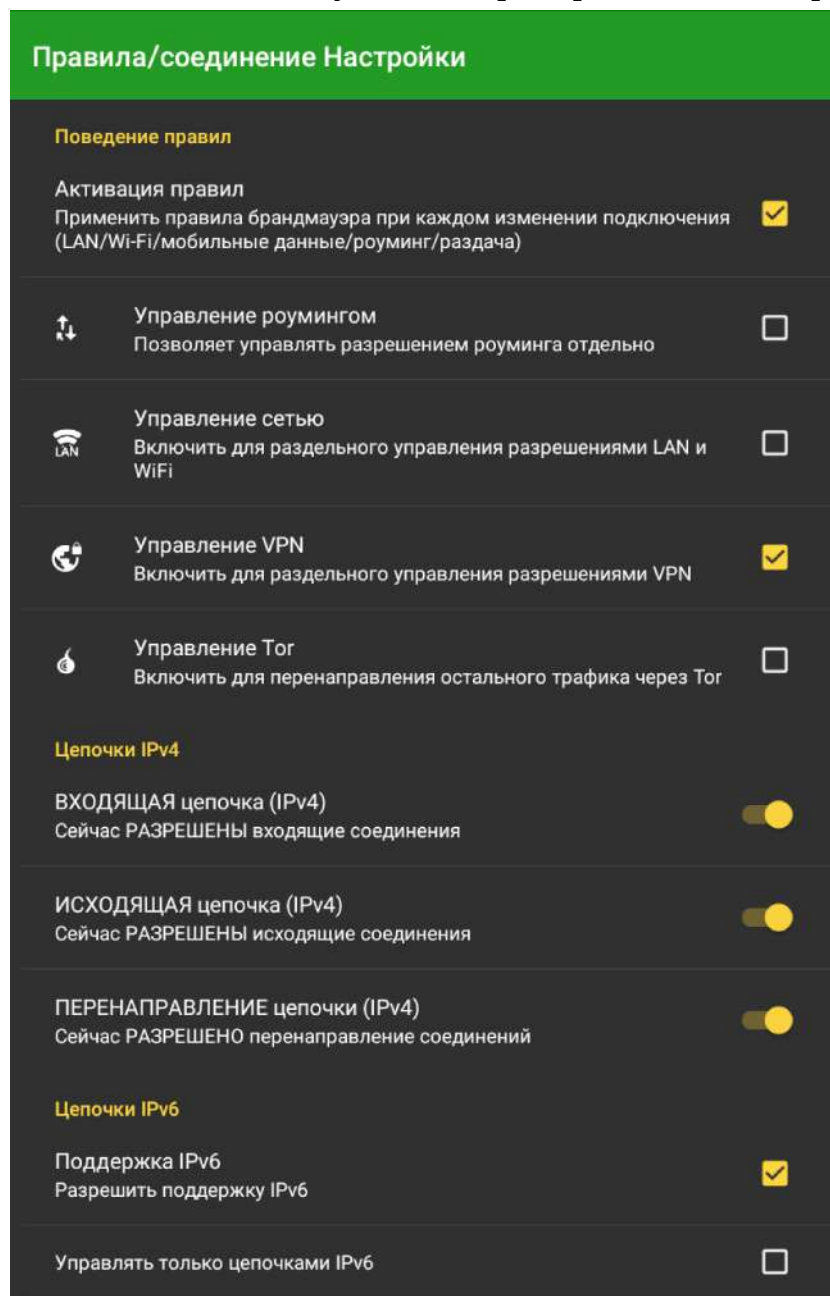 Правила/соединение Настройки
Поведение правил
Активация правил
Применить правила брандмауэра при каждом изменении подключения
(LAN/Wi-Fi/мобильные данные/роуминг/раздача)
Управление роумингом
Позволяет управлять разрешением роуминга отдельно
Управление сетью
LAN
Включить для раздельного управления разрешениями LAN и
WiFi
Управление VPN
Включить для раздельного управления разрешениями VPN
Управление Tor
Включить для перенаправления остального трафика через Tor
Цепочки IPv4
ВХОДЯЩАЯ цепочка (IPv4)
Сейчас РАЗРЕШЕНЫ входящие соединения
ИСХОДЯЩАЯ цепочка (IPv4)
Сейчас РАЗРЕШЕНЫ исходящие соединения
ПЕРЕНАПРАВЛЕНИЕ цепочки (IPv4)
Сейчас РАЗРЕШЕНО перенаправление соединений
Цепочки IPv6
Поддержка IPv6
Разрешить поддержку IPv6
Управлять только цепочками IPv6